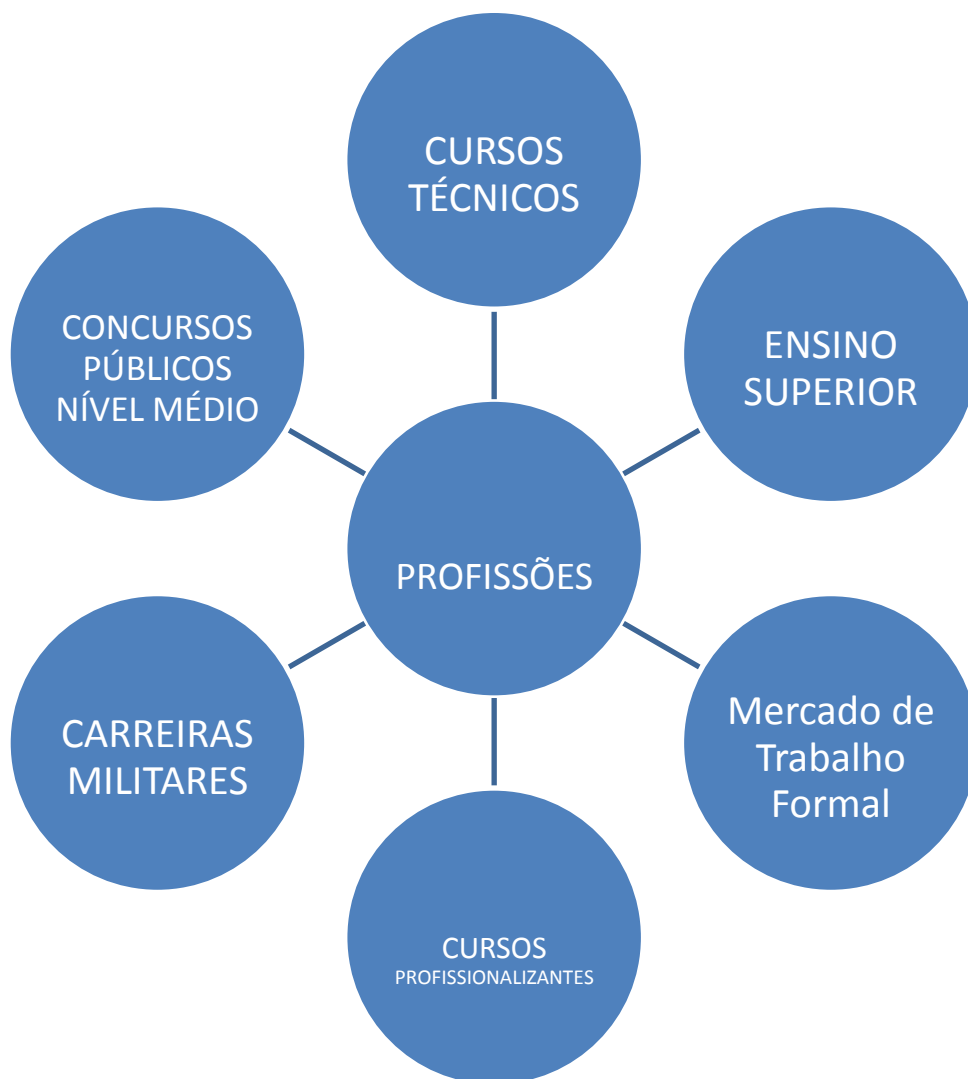 CURSOS
TÉCNICOS
CONCURSOS
PÚBLICOS
NÍVEL MÉDIO
ENSINO
SUPERIOR
PROFISSÕES
CARREIRAS
MILITARES
Mercado de
Trabalho
Formal
CURSOS
PROFISSIONALIZANTES